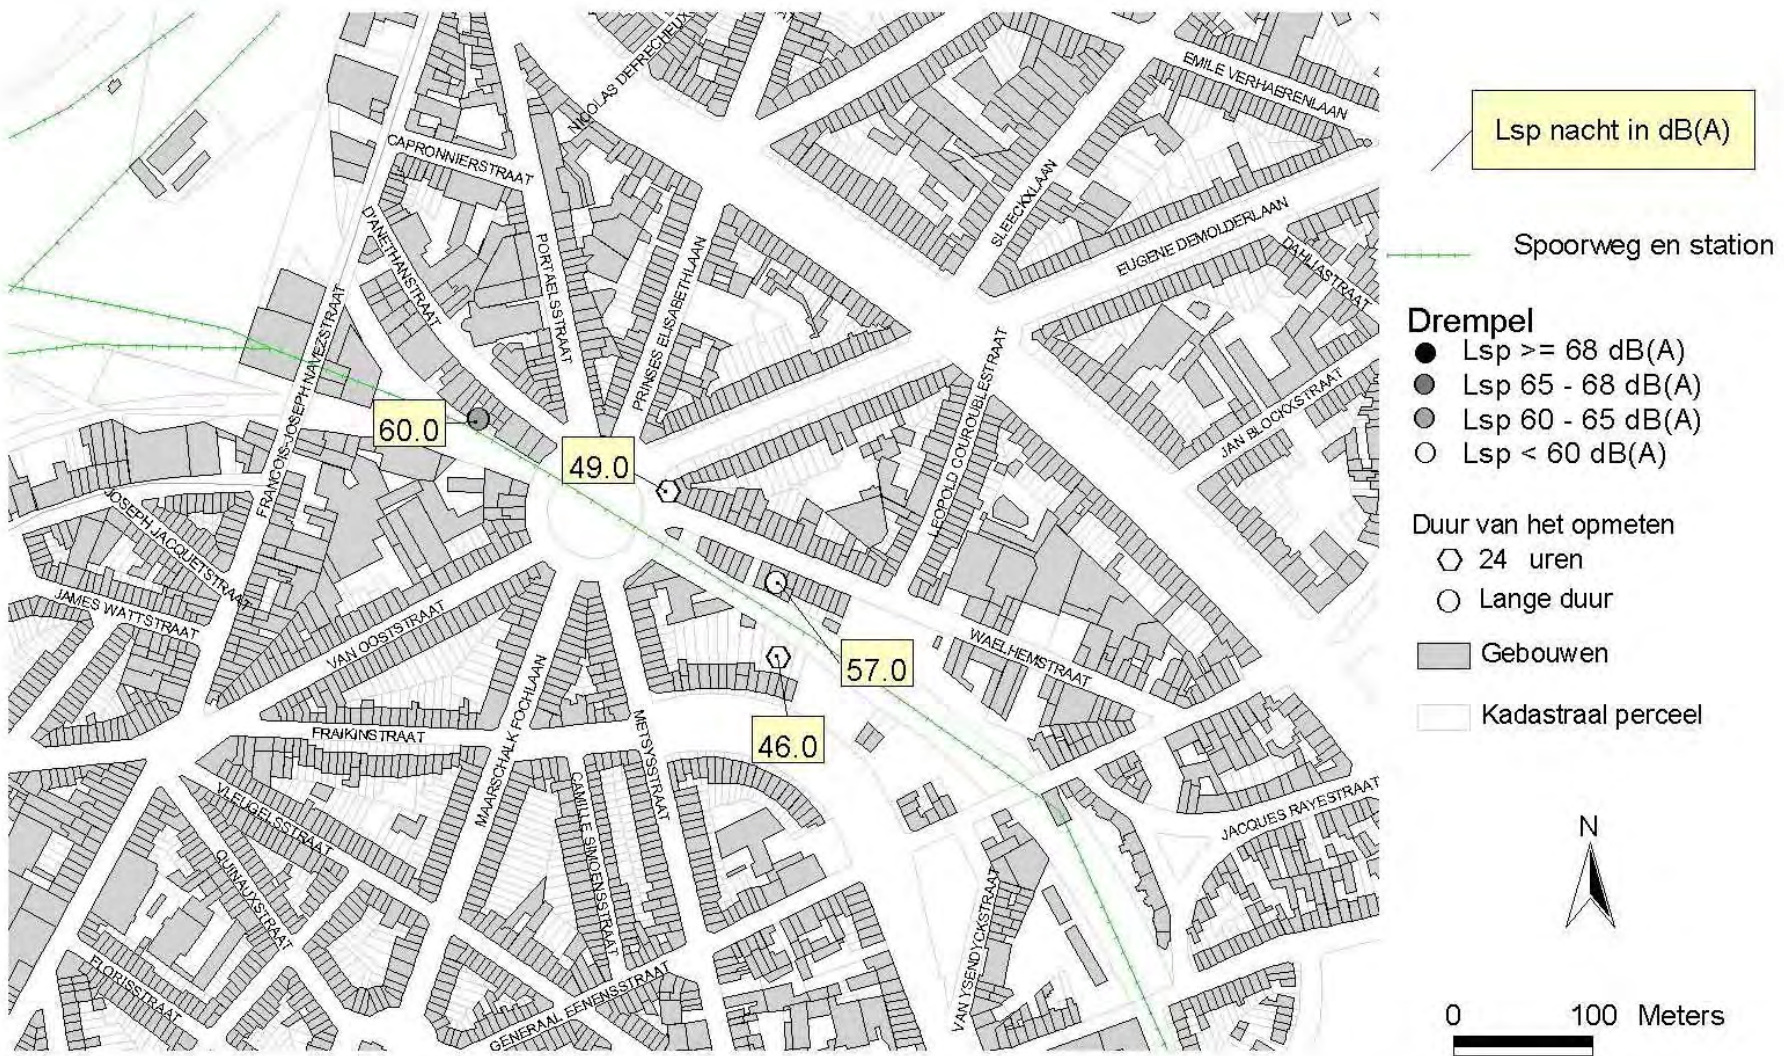 NICOLAS DEFRECHEUX
EMILE VERHAERENLAAN
CAPRONNIERSTRAAT
D'ANETHANSTRAAT
PORTAELSSTRAAT
PRINSES ELISABETHLAAN
SLEECKXLAAN
EUGENE DEMOLDERLAAN
DAHLIASTRAAT
FRANCOIS-JOSEPH NAVEZSTRAAT
LEOPOLD COUROUBLESTRAAT
JAN BLOCKXSTRAAT
60.0
49.0
JOSEPH JACQUETSTRAAT
JAMES WATTSTRAAT
VAN OOSTSTRAAT
57.0
WAELHEMSTRAAT
46.0
FRAIKINSTRAAT
MAARSCHALK FOCHLAAN
METSYSSTRAAT
CAMILLE SIMOENSSTRAAT
VLEUGELSSTRAAT
QUINAUXSTRAAT
JACQUES RAYESTRAAT
FLORISSTRAAT
GENERAAL EENENSSTRAAT
VAN YSENDYCKSTRAAT
Lsp nacht in dB(A)
Spoorweg en station
Drempel
Lsp >= 68 dB(A)
Lsp 65 - 68 dB(A)
Lsp 60 - 65 dB(A)
Lsp < 60 dB(A)
Duur van het opmeten
24 uren
Lange duur
Gebouwen
Kadastraal perceel
N
0 100 Meters